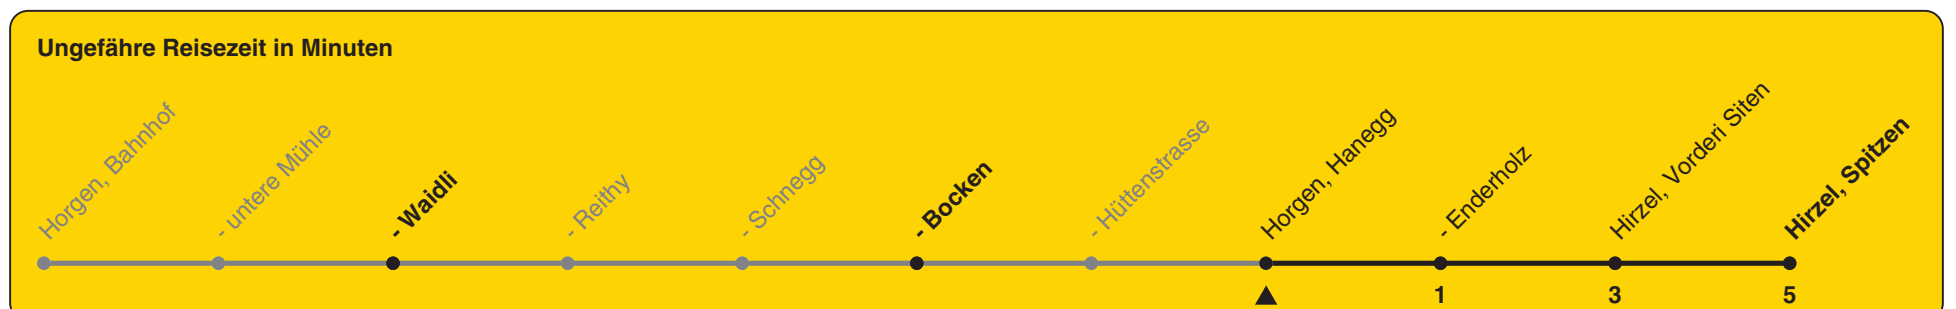 Ungefähre Reisezeit in Minuten
Horgen, Bahnhof
- untere Mühle
- Waidli
- Reithy
- Schnegg
- Bocken
- Hüttenstrasse
Horgen, Hanegg
- Enderholz
Hirzel, Vorderi Siten
Hirzel, Spitzen
1 3 5